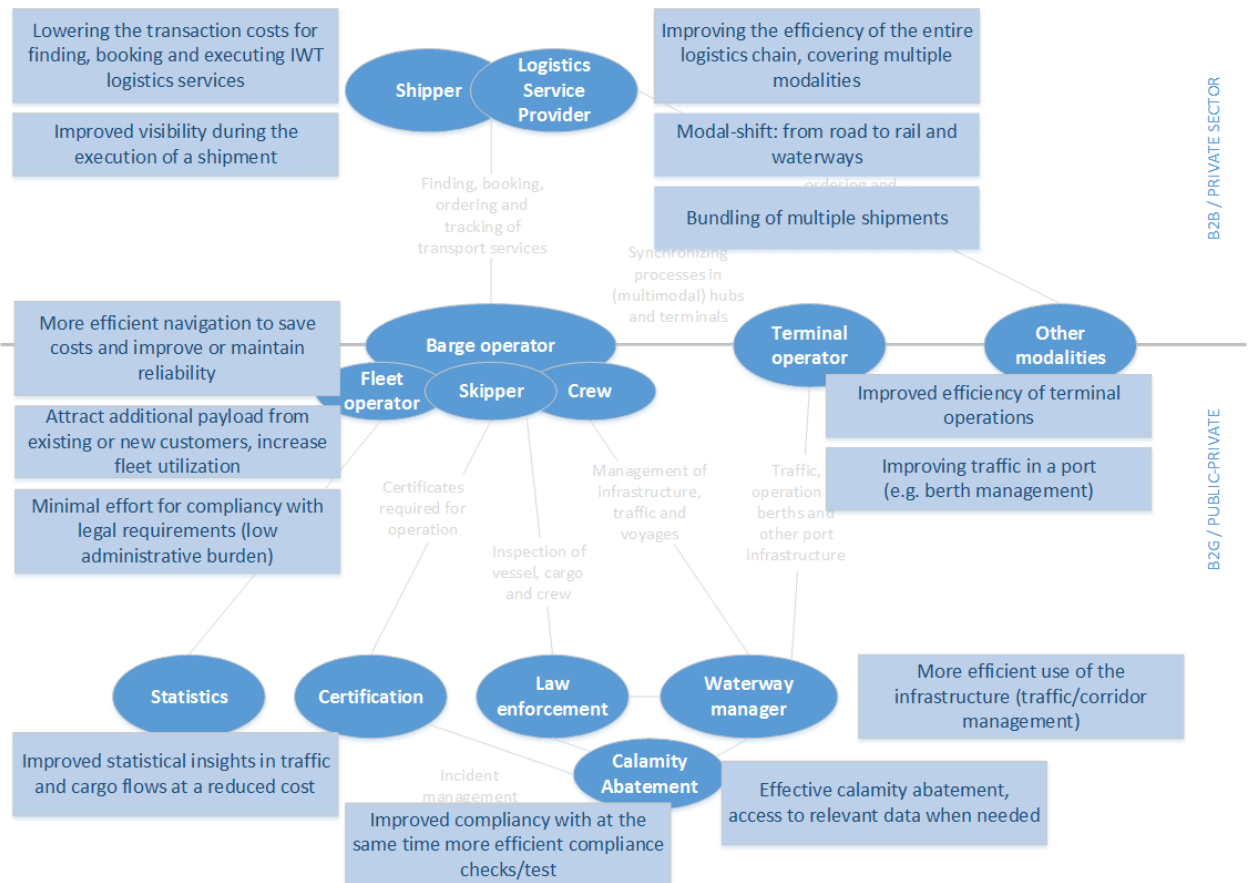 Lowering the transaction costs for
finding, booking and executing IWT
logistics services
Improved visibility during the
execution of a shipment
Shipper
Logistics
Service
Provider
Improving the efficiency of the entire
logistics chain, covering multiple
modalities
Modal-shift: from road to rail and
waterways
ordering and
Bundling of multiple shipments
B2B / PRIVATE SECTOR
Finding, booking,
ordering and
tracking of
transport services
Synchronizing
processes in
(multimodal) hubs
and terminals
More efficient navigation to save
costs and improve or maintain
reliability
Barge operator
Terminal
operator
Other
modalities
Fleet
operator
Skipper
Crew
Attract additional payload from
existing or new customers, increase
fleet utilization
Minimal effort for compliancy with
legal requirements (low
administrative burden)
Improved efficiency of terminal
operations
Improving traffic in a port
(e.g. berth management)
B2G / PUBLIC-PRIVATE
Certificates
required for
operation
Inspection of
vessel, cargo
and crew
Management of
infrastructure,
traffic and
voyages
Traffic,
operation
berths and
other port
infrastructure
Statistics
Certification
Law
enforcement
Waterway
manager
More efficient use of the
infrastructure (traffic/corridor
management)
Improved statistical insights in traffic
and cargo flows at a reduced cost
Incident
management
Calamity
Abatement
Effective calamity abatement,
access to relevant data when needed
Improved compliancy with at the
same time more efficient compliance
checks/test